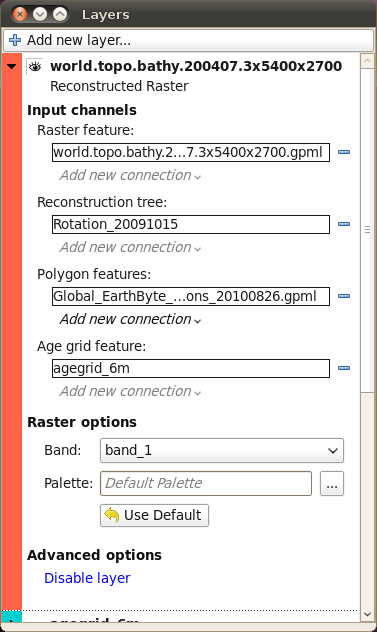 Layers
Add new layer...
world.topo.bathy.200407.3x5400x2700
Reconstructed Raster
Input channels
Raster feature:
world.topo.bathy.2...7.3x5400x2700.gpml
Add new connection
Reconstruction tree:
Rotation_20091015
Add new connection
Polygon features:
Global_EarthByte_...ons_20100826.gpml
Add new connection
Age grid feature:
agegrid_6m
Add new connection
Raster options
Band: band_1
Palette: Default Palette ...
Use Default
Advanced options
Disable layer
agegrid_6m